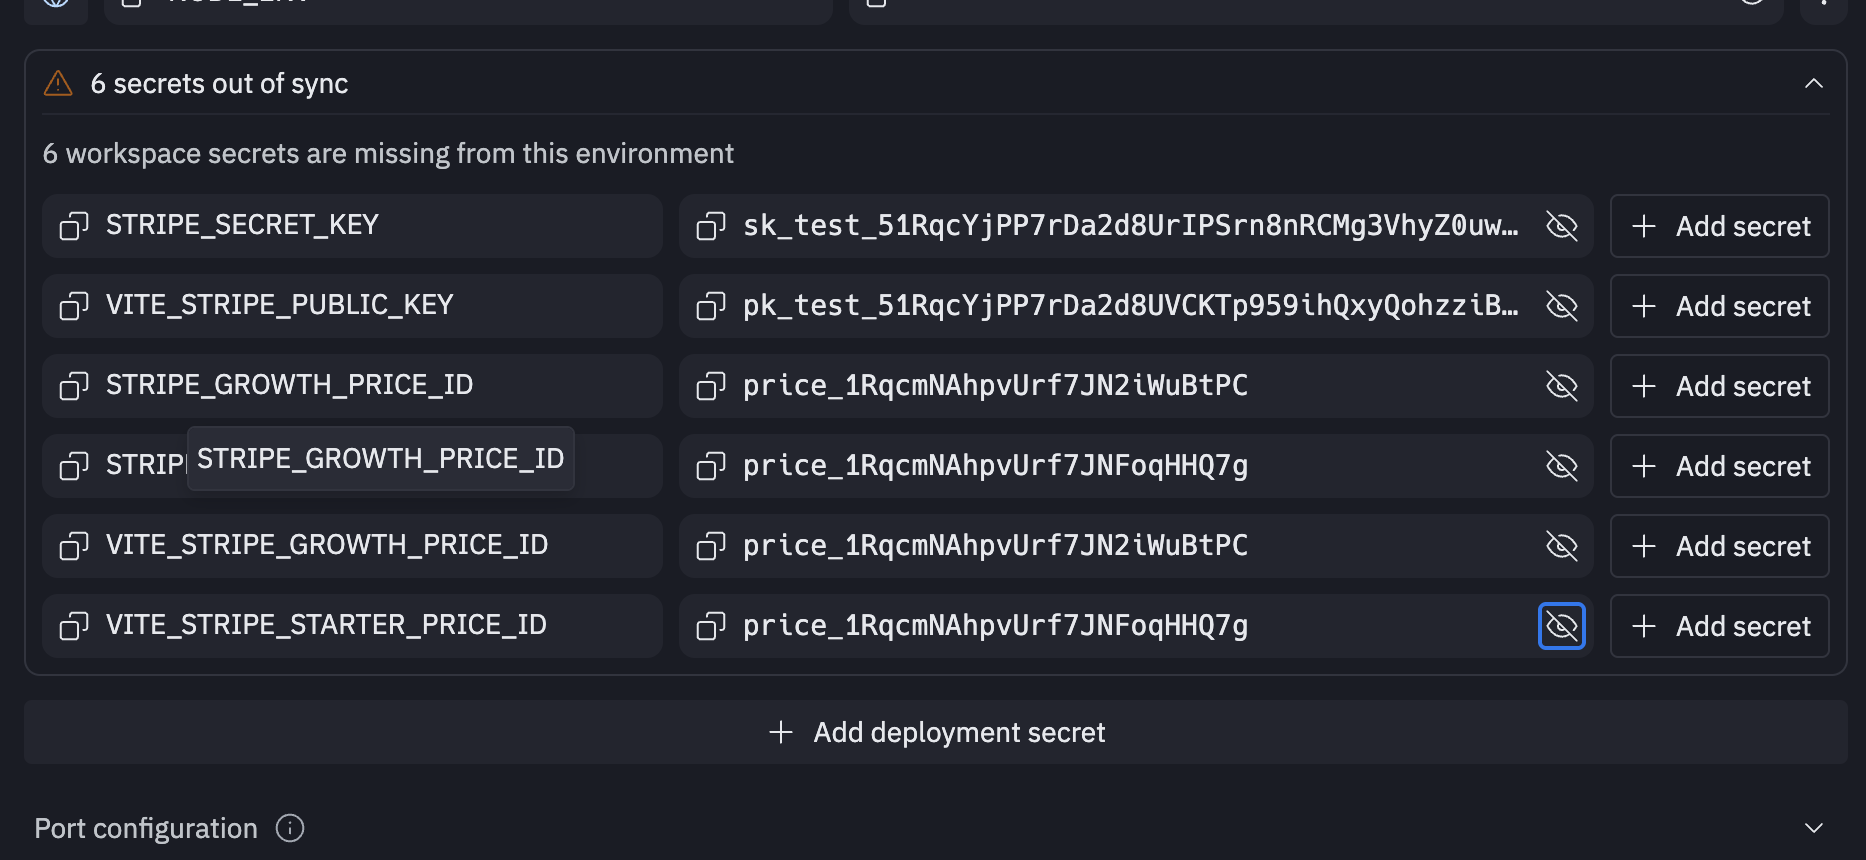 6 secrets out of sync
6 workspace secrets are missing from this environment
STRIPE_SECRET_KEY sk_test_51RqcYjPP7rDa2d8UrIPSrn8nRCMg3VhyZ0uw… Add secret
VITE_STRIPE_PUBLIC_KEY pk_test_51RqcYjPP7rDa2d8UVCKTp959ihQxyQohzziB… Add secret
STRIPE_GROWTH_PRICE_ID price_1RqcmNAhpvUrf7JN2iWuBtPC Add secret
STRIPE_GROWTH_PRICE_ID price_1RqcmNAhpvUrf7JNFoqHHQ7g Add secret
VITE_STRIPE_GROWTH_PRICE_ID price_1RqcmNAhpvUrf7JN2iWuBtPC Add secret
VITE_STRIPE_STARTER_PRICE_ID price_1RqcmNAhpvUrf7JNFoqHHQ7g Add secret
Add deployment secret
Port configuration